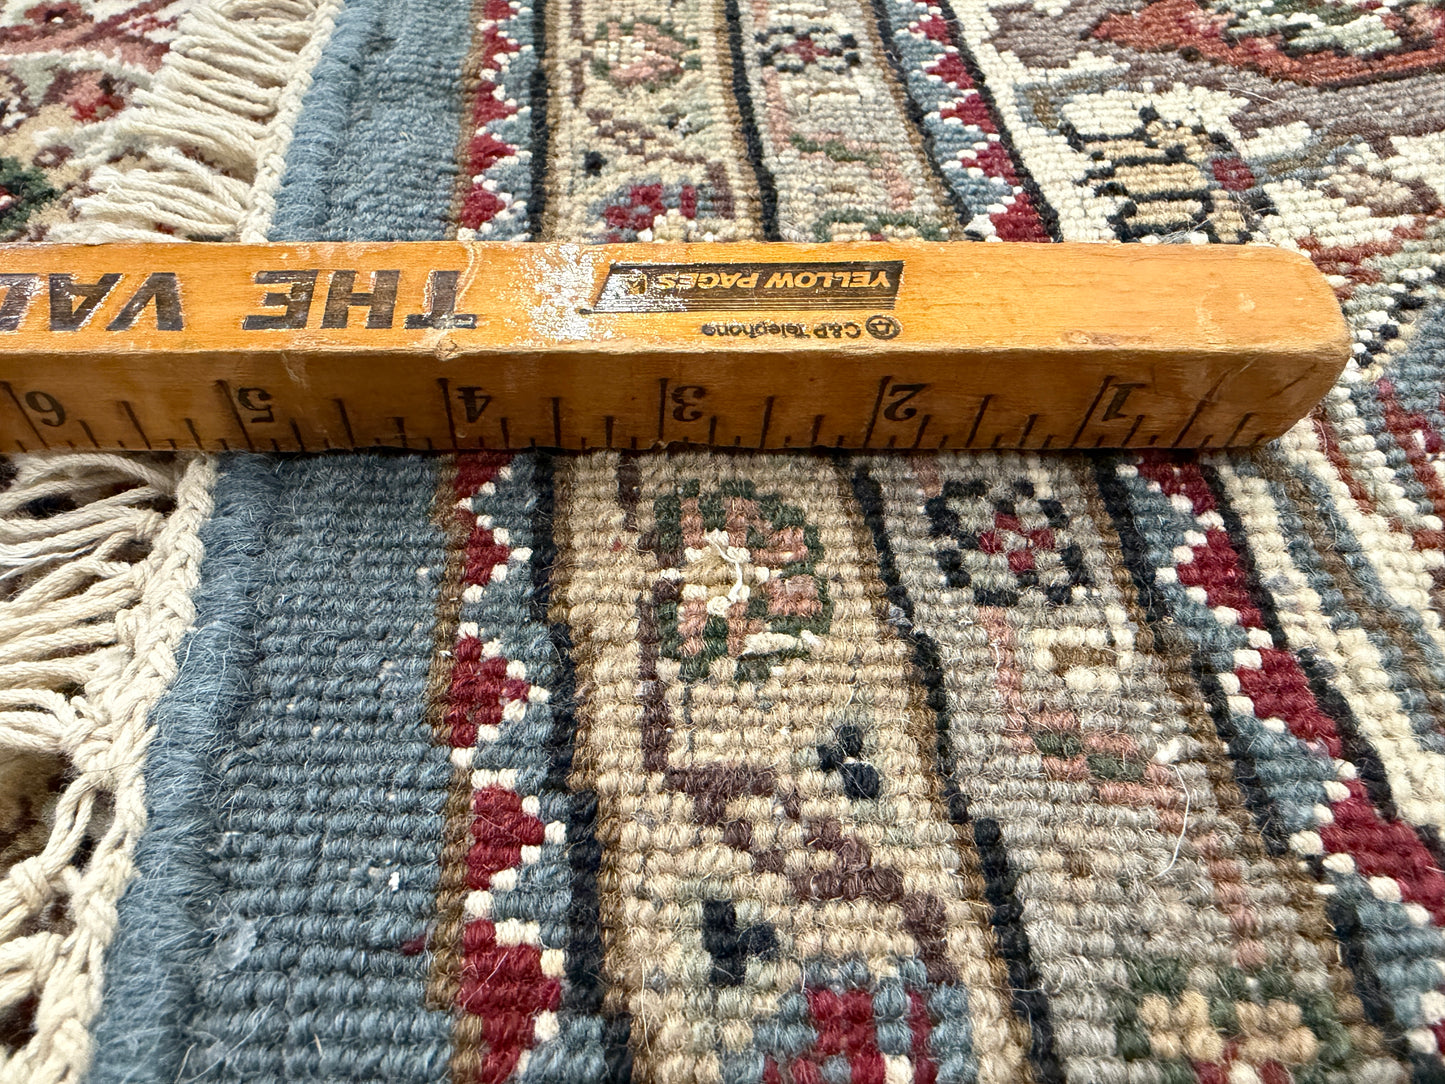 C&P Telephone
YELLOW PAGES
THE VAL
1 2 3 4 5 6